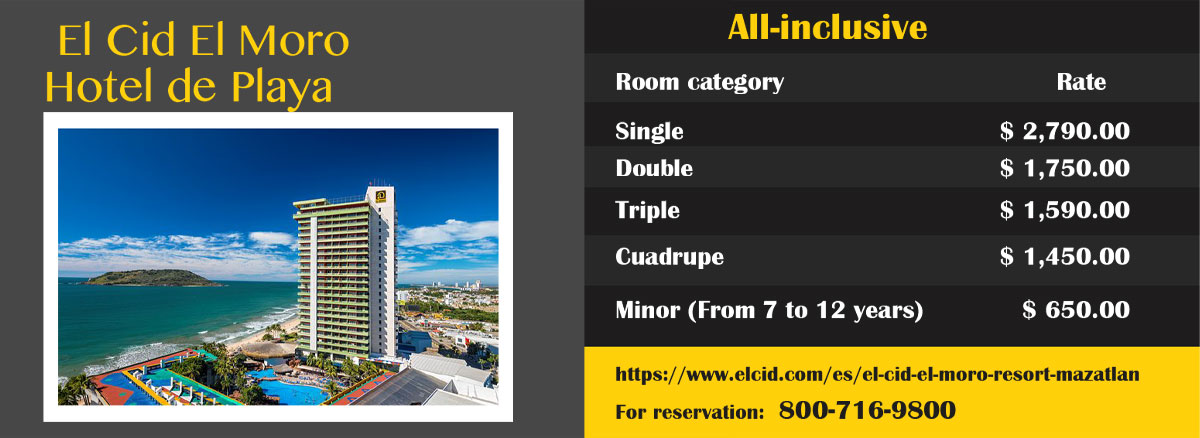 El Cid El Moro
Hotel de Playa
All-inclusive
Room category Rate
Single $ 2,790.00
Double $ 1,750.00
Triple $ 1,590.00
Cuadrupe $ 1,450.00
Minor (From 7 to 12 years) $ 650.00
https://www.elcid.com/es/el-cid-el-moro-resort-mazatlan
For reservation: 800-716-9800